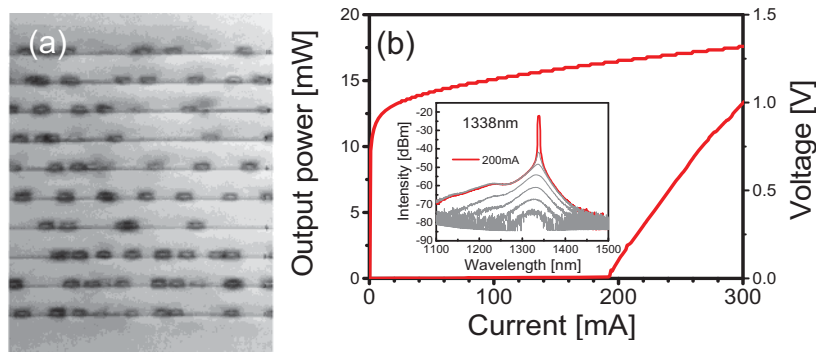 (a)
(b)
Output power [mW]
20
15
10
5
0
0
100
200
300
Current [mA]
1.5
1.0
0.5
0.0
Voltage [V]
1338nm
200mA
Intensity [dBm]
-20
-30
-40
-50
-60
-70
-80
-90
1100
1200
1300
1400
1500
Wavelength [nm]